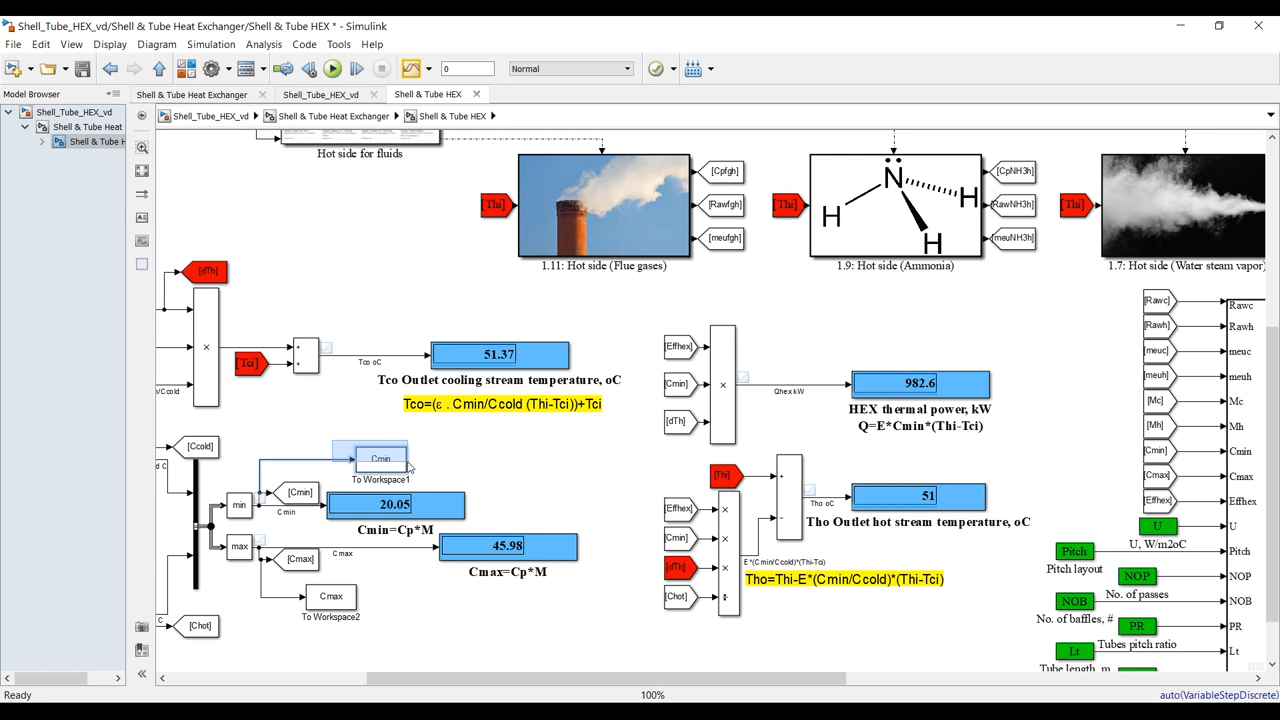 Shell_Tube_HEX_vd/Shell & Tube Heat Exchanger/Shell & Tube HEX * - Simulink
File Edit View Display Diagram Simulation Analysis Code Tools Help
0 Normal
Model Browser
Shell & Tube Heat Exchanger Shell_Tube_HEX_vd Shell & Tube HEX
Shell_Tube_HEX_vd
Shell & Tube Heat
Shell & Tube H
Shell_Tube_HEX_vd Shell & Tube Heat Exchanger Shell & Tube HEX
Hot side for fluids
[Thi]
[Cpfgh]
[Rawfgh]
[meufgh]
1.11: Hot side (Flue gases)
[Thi]
N
H H
H
[CpNH3h]
[RawNH3h]
[meuNH3h]
1.9: Hot side (Ammonia)
[Thi]
1.7: Hot side (Water steam vapor)
[dTh]
×
[Tci]
+
+
Tco oC
51.37
Tco Outlet cooling stream temperature, oC
Tco=(ε . Cmin/Ccold (Thi-Tci))+Tci
n/Ccold
[Ccold]
d C
Cmin
To Workspace1
min
[Cmin]
Cmin
20.05
Cmin=Cp*M
max
[Cmax]
Cmax
45.98
Cmax=Cp*M
Cmax
To Workspace2
C
[Chot]
[Effhex]
[Cmin]
[dTh]
×
Qhex kW
982.6
HEX thermal power, kW
Q=E*Cmin*(Thi-Tci)
[Thi]
+
−
[Effhex]
[Cmin]
[dTh]
[Chot]
×
×
×
÷
E*(Cmin/Ccold)*(Thi-Tci)
Tho oC
51
Tho Outlet hot stream temperature, oC
Tho=Thi-E*(Cmin/Ccold)*(Thi-Tci)
[Rawc] Rawc
[Rawh] Rawh
[meuc] meuc
[meuh] meuh
[Mc] Mc
[Mh] Mh
[Cmin] Cmin
[Cmax] Cmax
[Effhex] Effhex
U U
U, W/m2oC
Pitch Pitch
Pitch layout
NOP NOP
No. of passes
NOB NOB
No. of baffles, #
PR PR
Tubes pitch ratio
Lt Lt
Tube length, m
Ready 100% auto(VariableStepDiscrete)